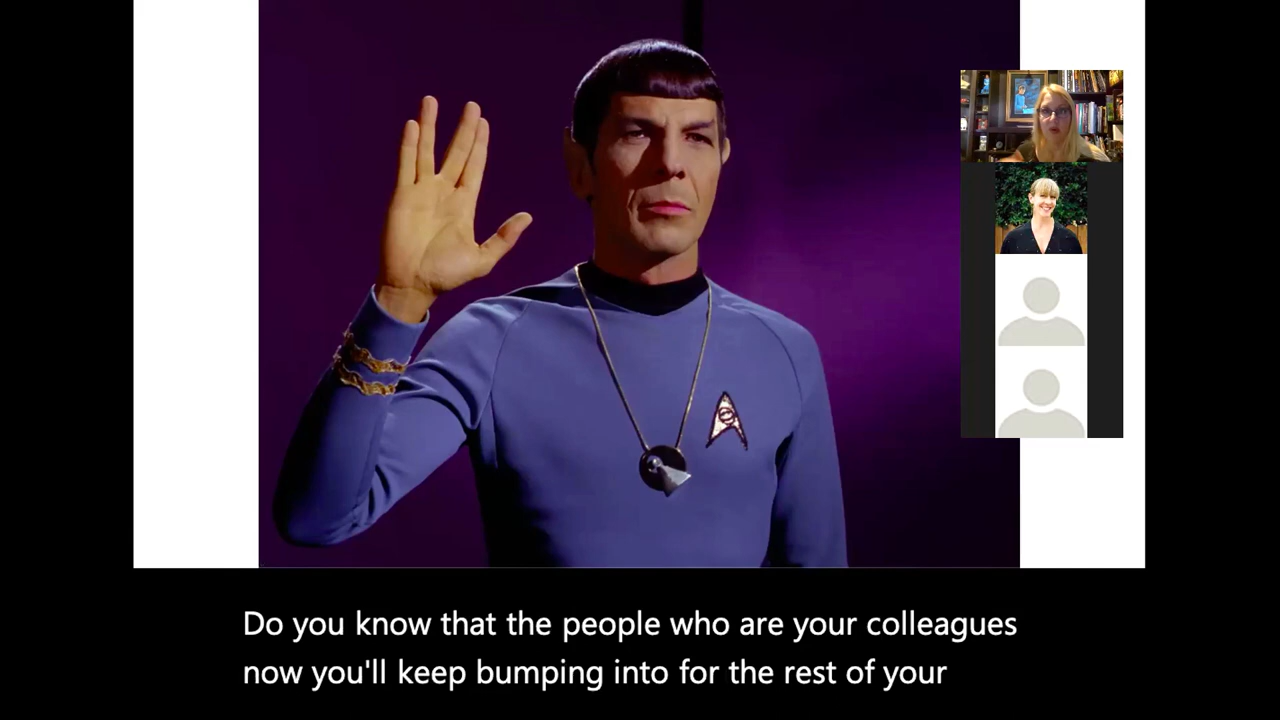 Do you know that the people who are your colleagues
now you'll keep bumping into for the rest of your